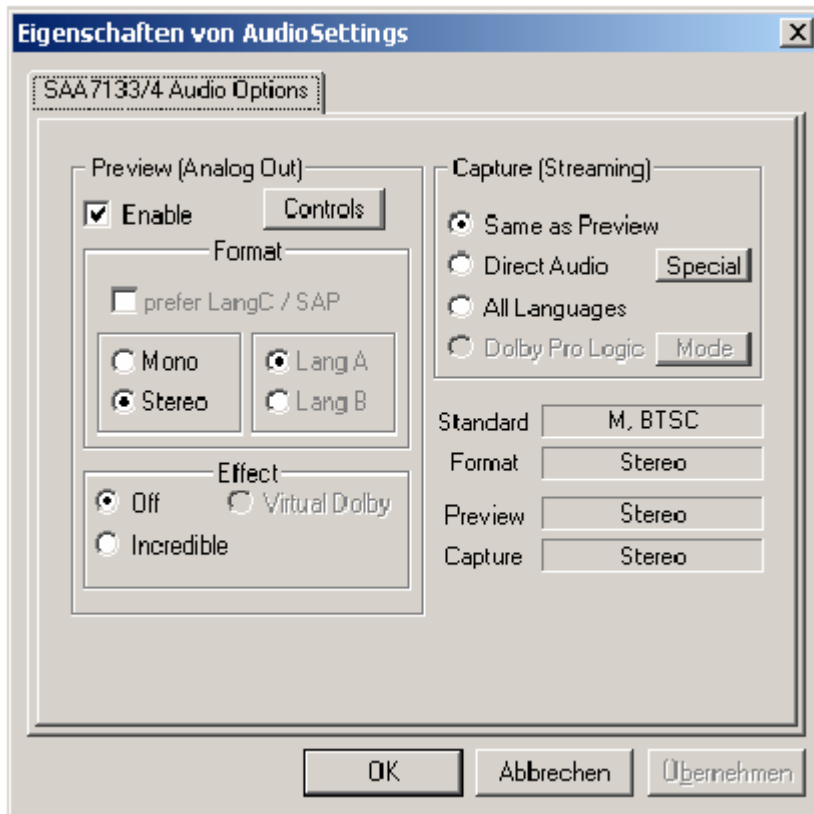 Eigenschaften von AudioSettings
SAA7133/4 Audio Options
Preview (Analog Out)
Enable
Controls
Format
prefer LangC / SAP
Mono
Stereo
Lang A
Lang B
Effect
Off
Virtual Dolby
Incredible
Capture (Streaming)
Same as Preview
Direct Audio
Special
All Languages
Dolby Pro Logic
Mode
Standard
M, BTSC
Format
Stereo
Preview
Stereo
Capture
Stereo
OK
Abbrechen
Übernehmen